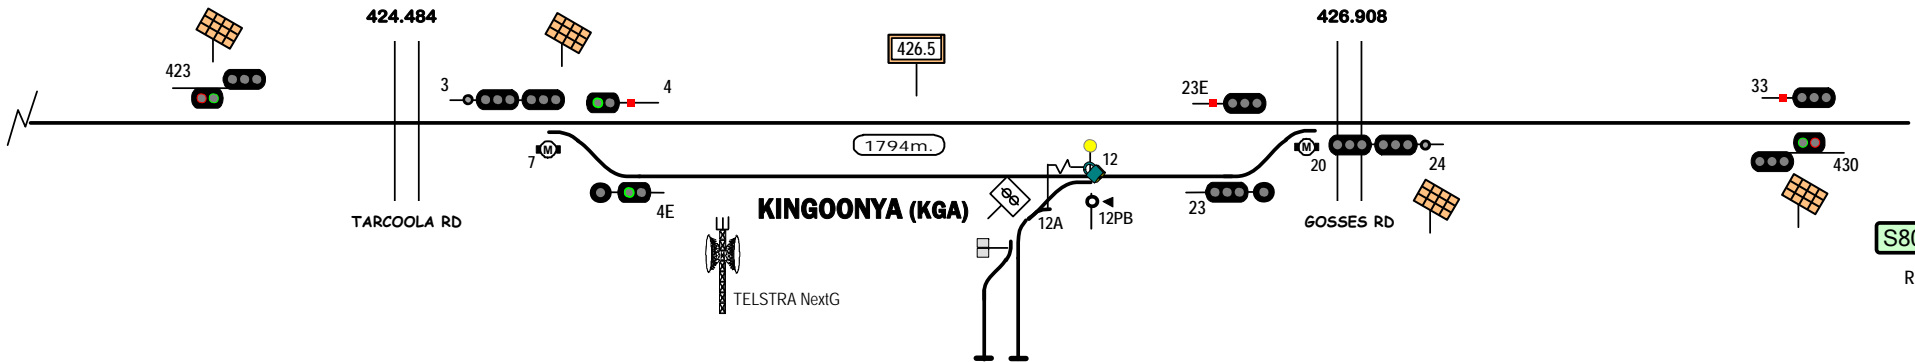 424.484
426.908
423
3
4
426.5
23E
33
7
M
1794m.
12
M
20
24
430
4E
KINGOONYA (KGA)
12A
12PB
23
TARCOOLA RD
GOSSES RD
TELSTRA NextG
S80
R